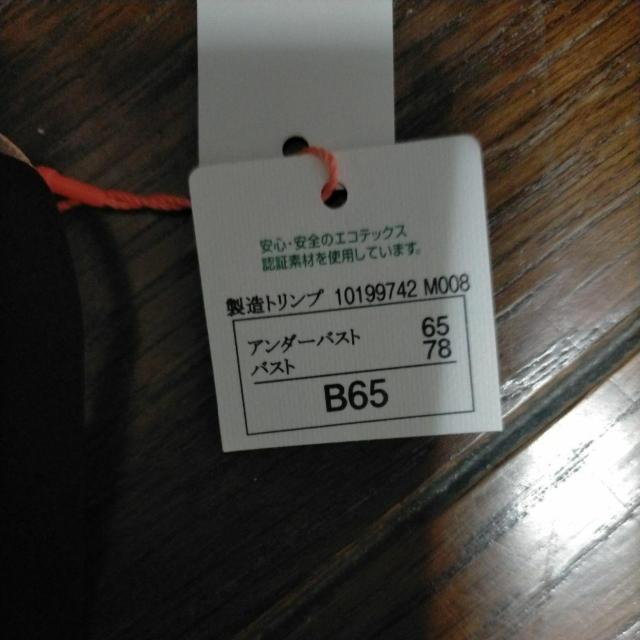 安心・安全のエコテックス
認証素材を使用しています。
製造トリンプ 10199742 M008
アンダーバスト 65
バスト 78
B65